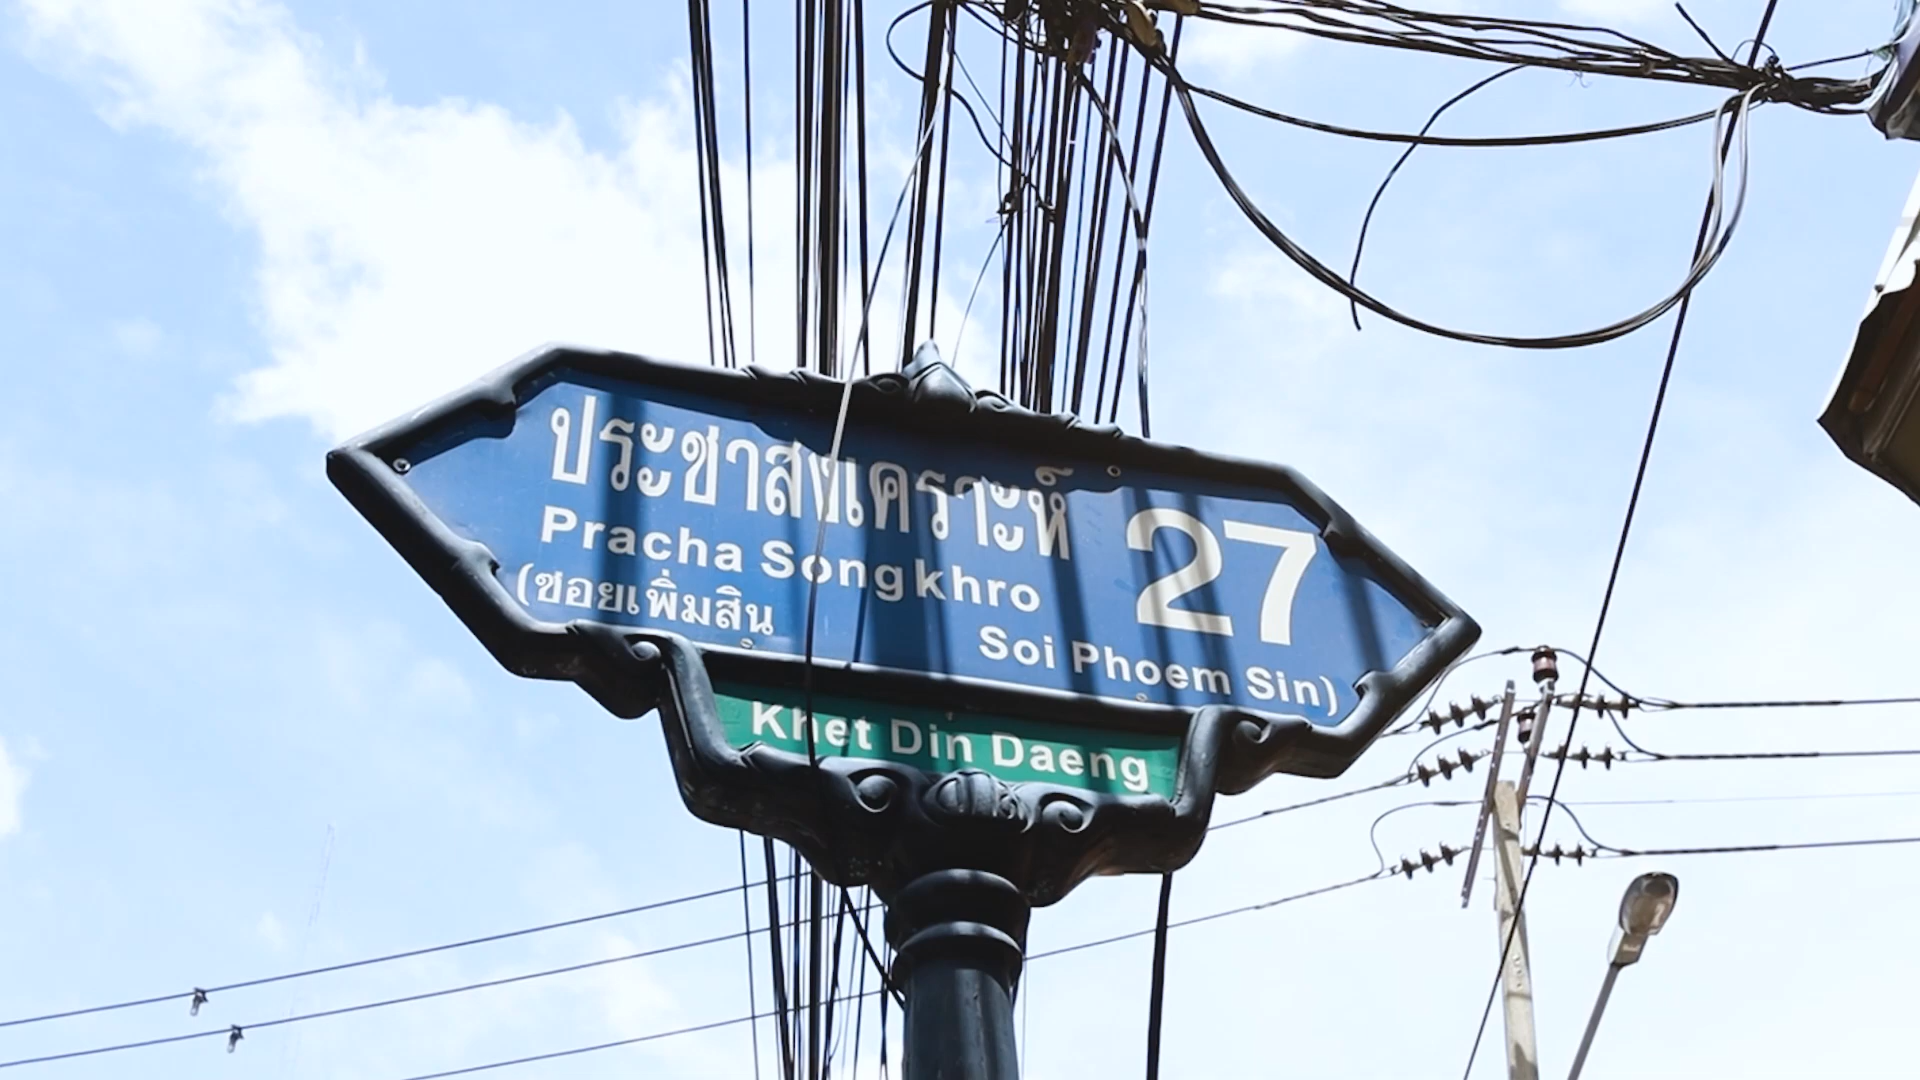 ประชาสงเคราะห์ 27
Pracha Songkhro
(ซอยเพิ่มสิน
Soi Phoem Sin)
Khet Din Daeng